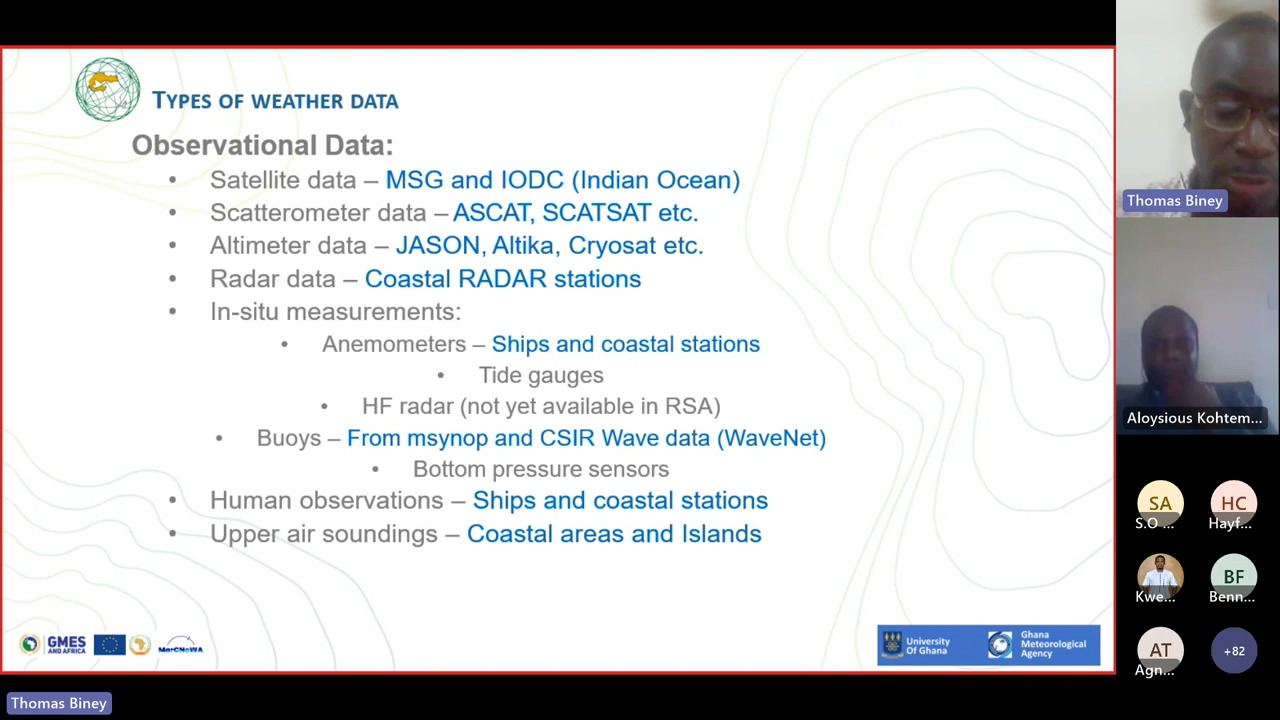 TYPES OF WEATHER DATA
Observational Data:
• Satellite data – MSG and IODC (Indian Ocean)
• Scatterometer data – ASCAT, SCATSAT etc.
• Altimeter data – JASON, Altika, Cryosat etc.
• Radar data – Coastal RADAR stations
• In-situ measurements:
• Anemometers – Ships and coastal stations
• Tide gauges
• HF radar (not yet available in RSA)
• Buoys – From msynop and CSIR Wave data (WaveNet)
• Bottom pressure sensors
• Human observations – Ships and coastal stations
• Upper air soundings – Coastal areas and Islands
GMES
AND AFRICA
MarCNoWA
University
Of Ghana
Ghana
Meteorological
Agency
Thomas Biney
Thomas Biney
Aloysious Kohtem...
SA
S.O ...
HC
Hayf...
Kwe...
BF
Benn...
AT
Agn...
+82